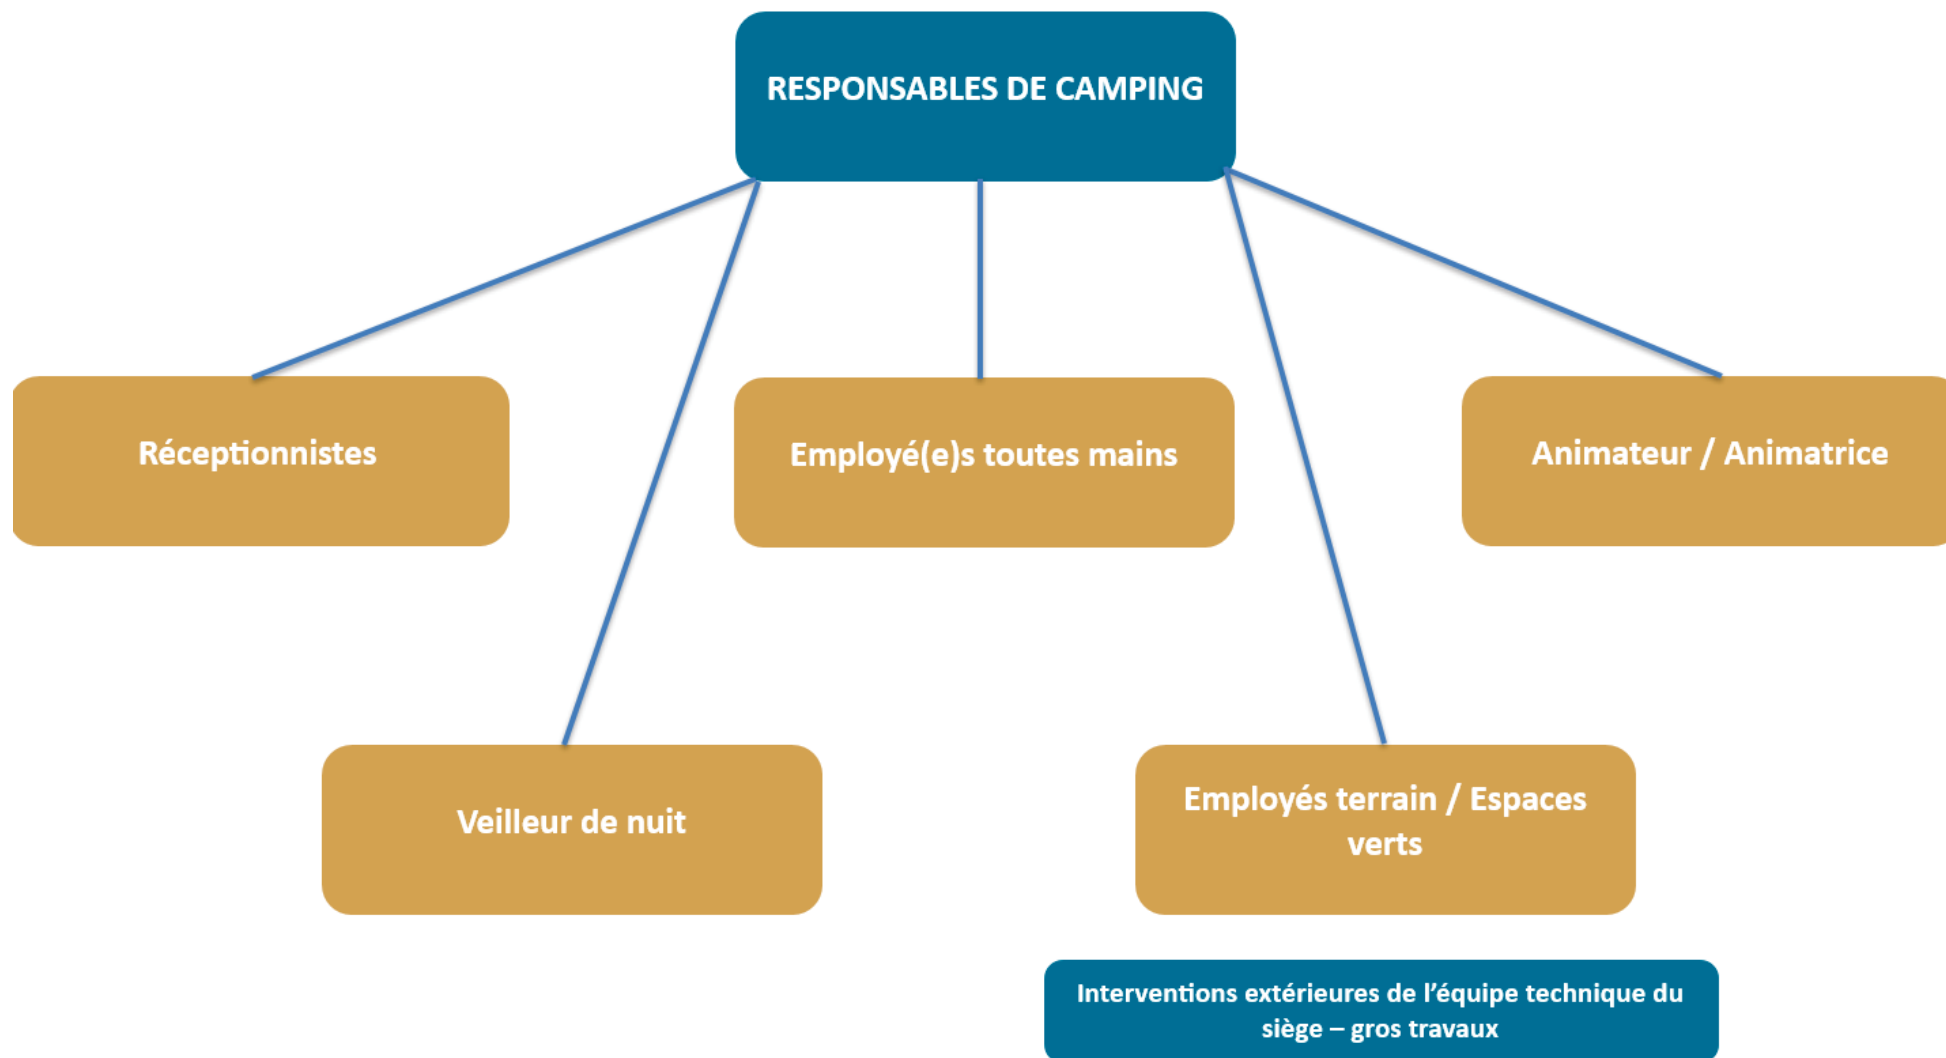 RESPONSABLES DE CAMPING
Réceptionnistes
Employé(e)s toutes mains
Animateur / Animatrice
Veilleur de nuit
Employés terrain / Espaces
verts
Interventions extérieures de l’équipe technique du
siège – gros travaux